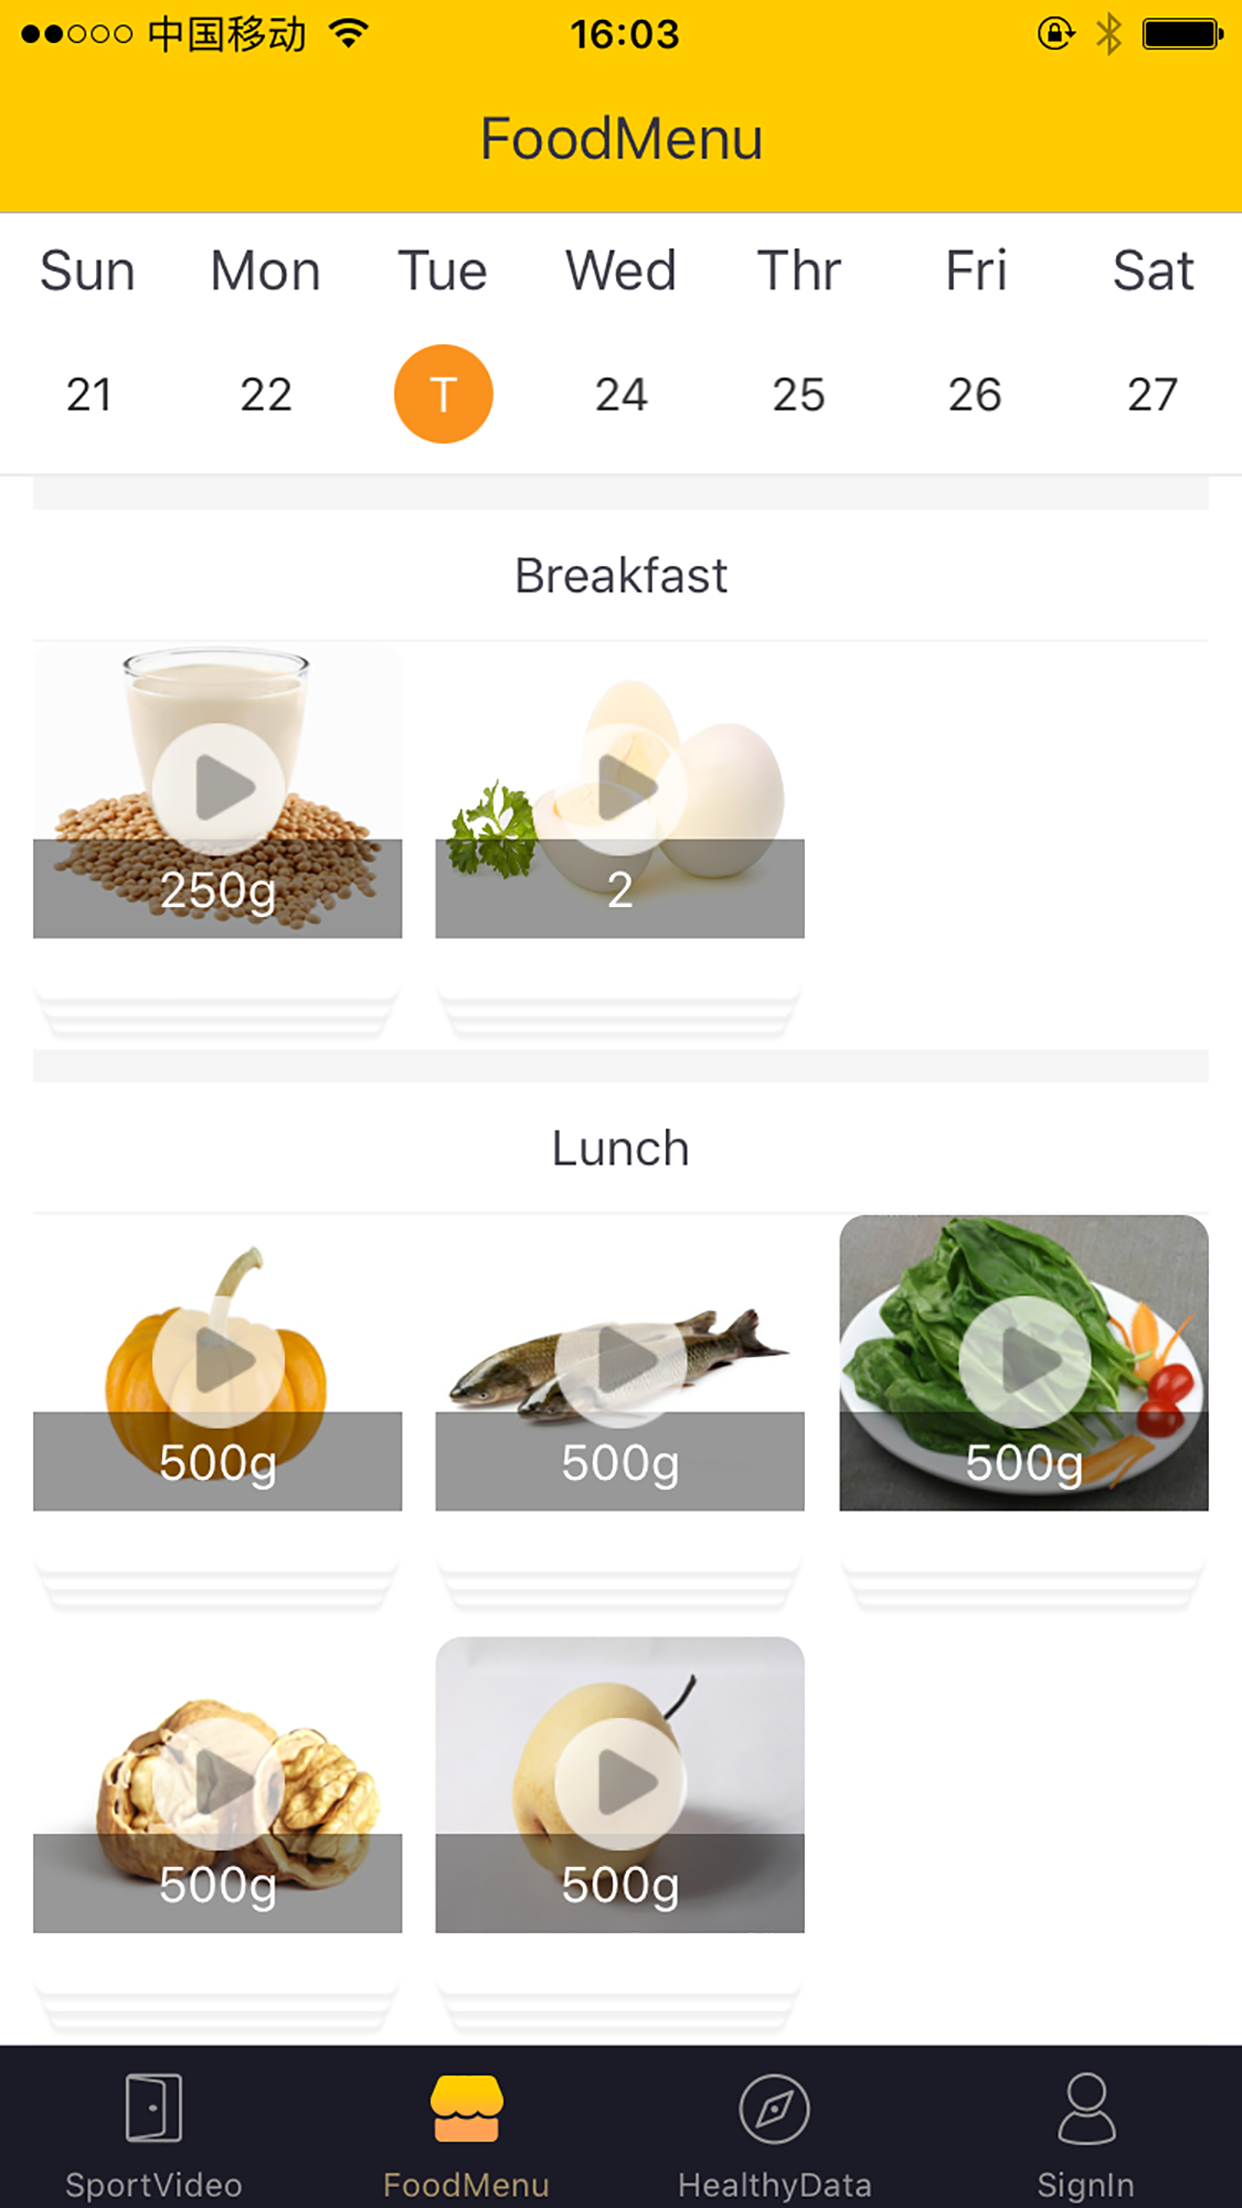 中国移动 16:03
FoodMenu
Sun Mon Tue Wed Thr Fri Sat
21 22 T 24 25 26 27
Breakfast
250g 2
Lunch
500g 500g 500g
500g 500g
SportVideo FoodMenu HealthyData SignIn